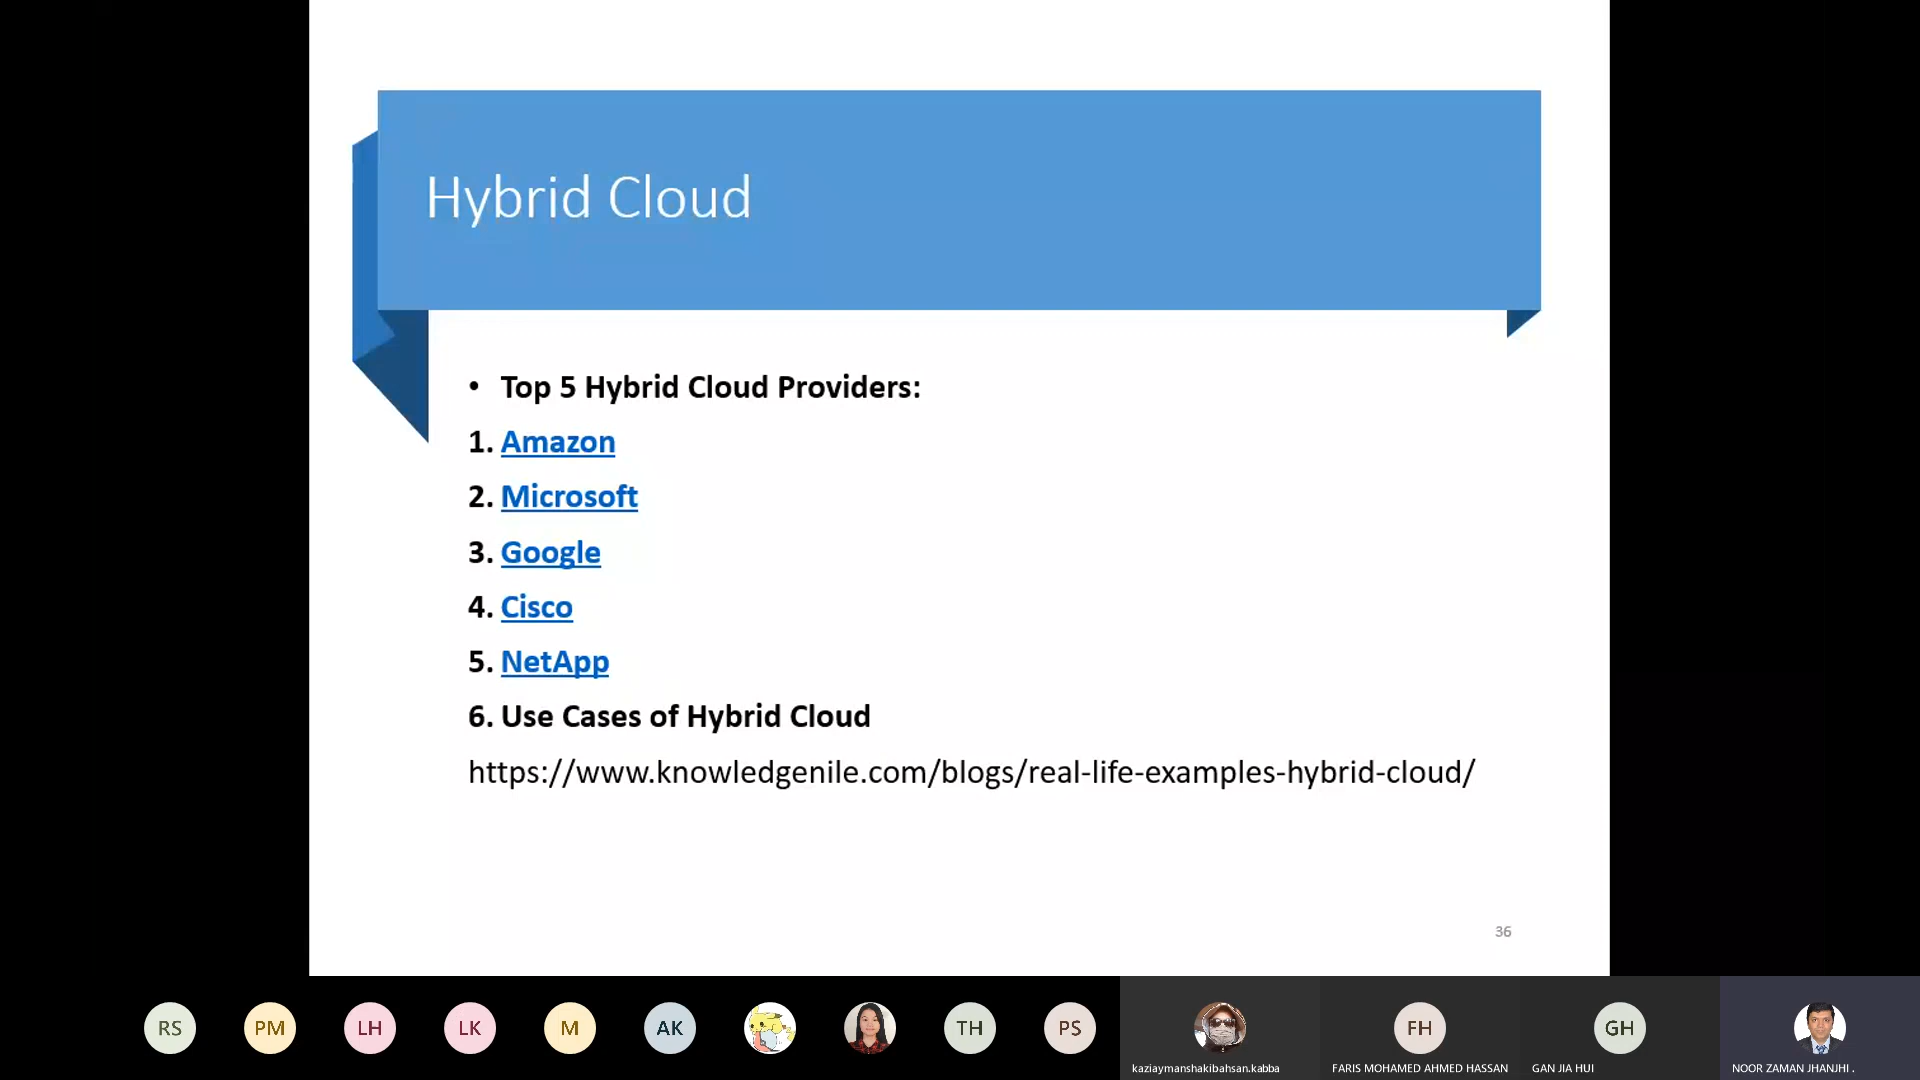 Hybrid Cloud
• Top 5 Hybrid Cloud Providers:
1. Amazon
2. Microsoft
3. Google
4. Cisco
5. NetApp
6. Use Cases of Hybrid Cloud
https://www.knowledgenile.com/blogs/real-life-examples-hybrid-cloud/
36
RS
PM
LH
LK
M
AK
TH
PS
FH
GH
kaziaymanshakibahsan.kabba
FARIS MOHAMED AHMED HASSAN
GAN JIA HUI
NOOR ZAMAN JHANJHI .